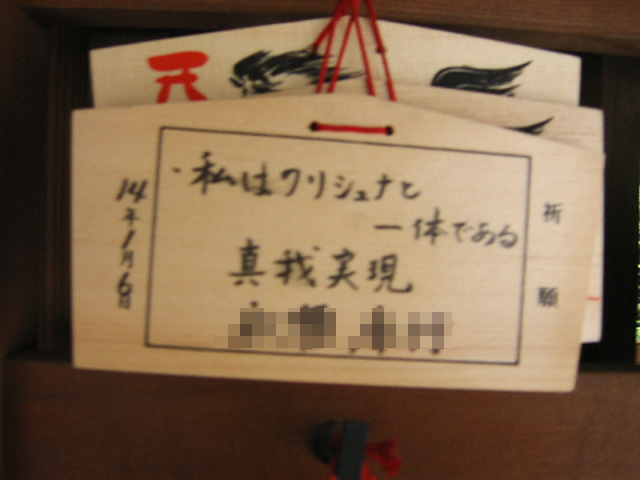 天
・私はクリシュナと
一体である
真我実現
祈願
14年1月6日